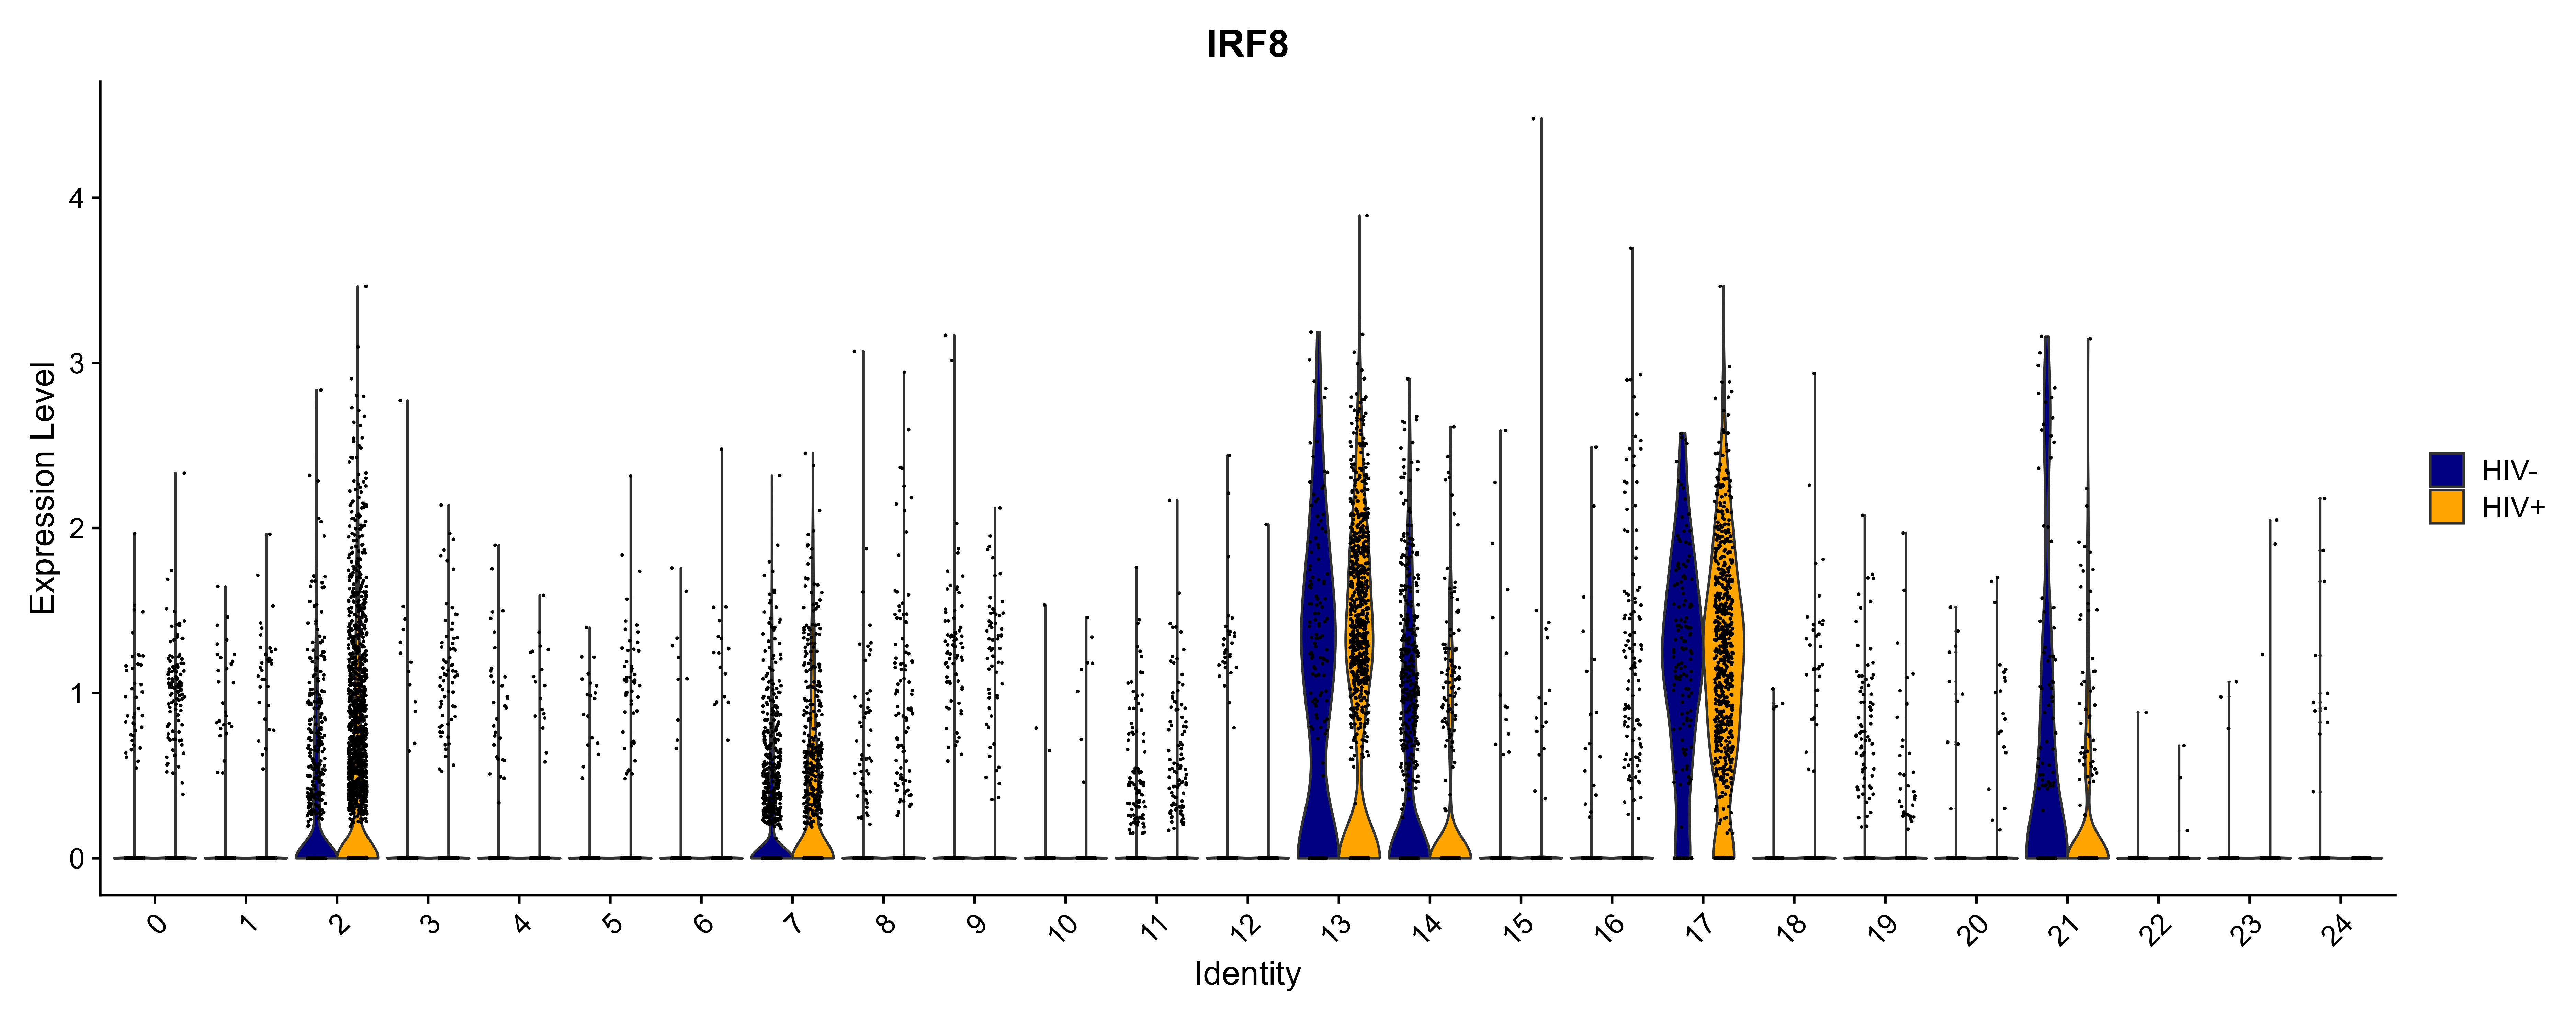 IRF8
Expression Level
4
3
2
1
0
0 1 2 3 4 5 6 7 8 9 10 11 12 13 14 15 16 17 18 19 20 21 22 23 24
Identity
HIV-
HIV+